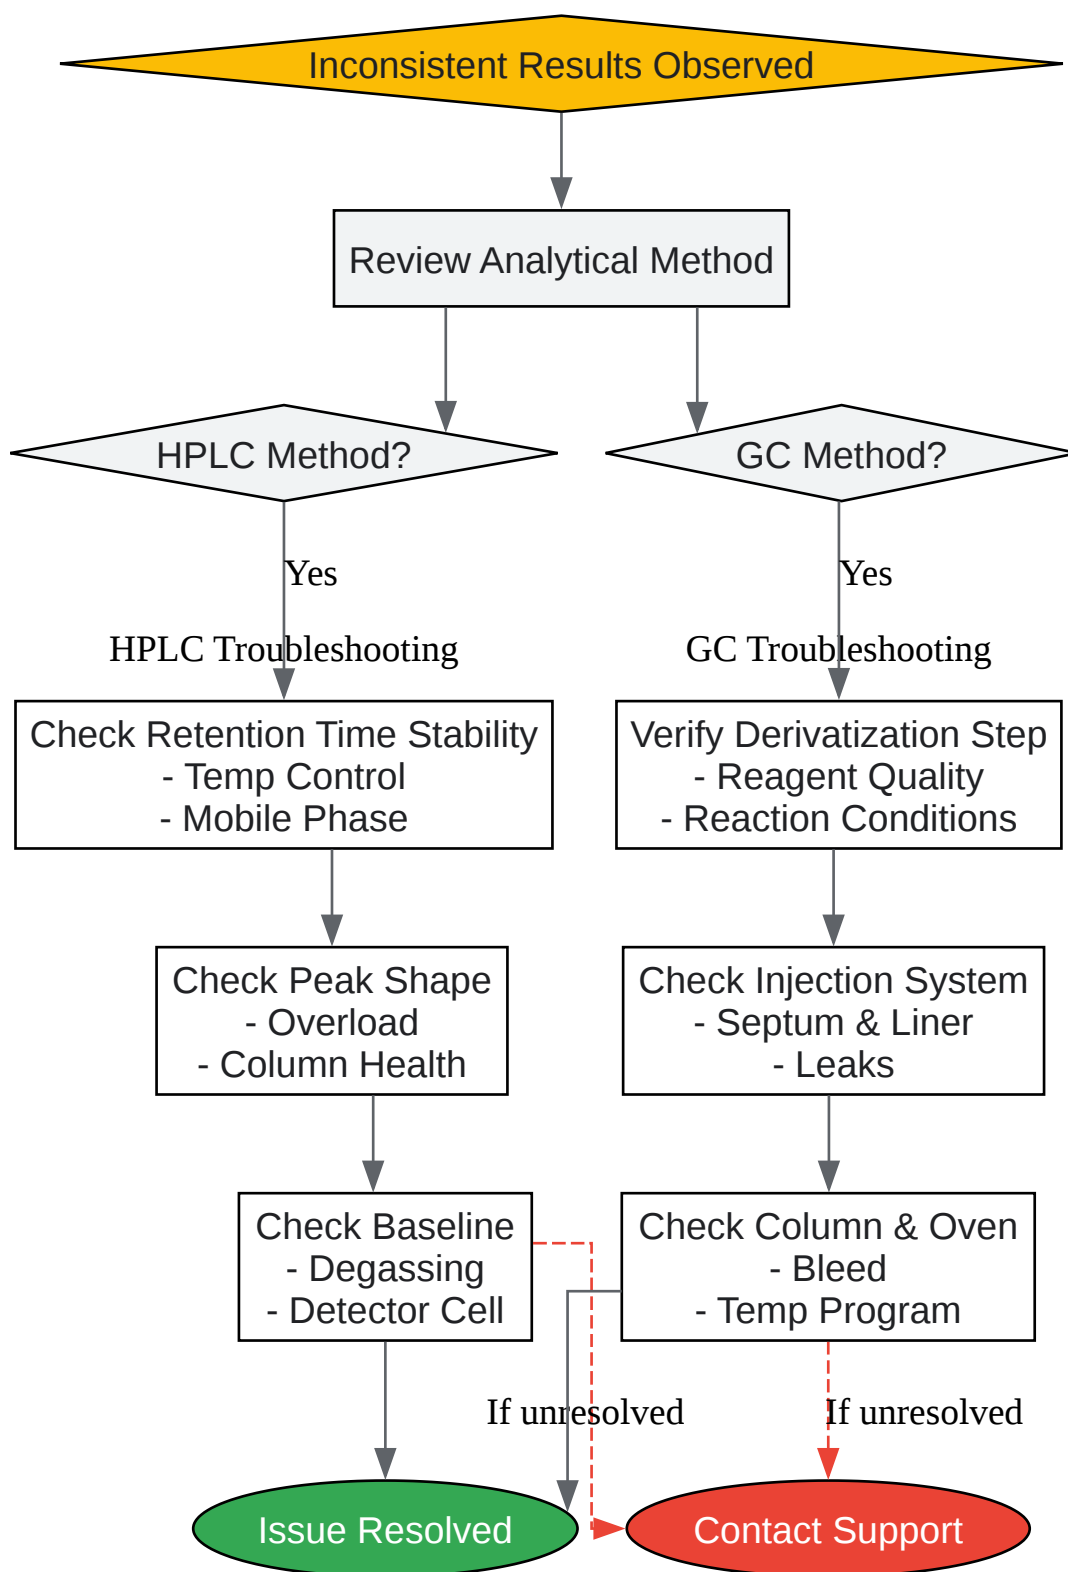 Inconsistent Results Observed
Review Analytical Method
HPLC Method?
GC Method?
Yes
Yes
HPLC Troubleshooting
GC Troubleshooting
Check Retention Time Stability
- Temp Control
- Mobile Phase
Verify Derivatization Step
- Reagent Quality
- Reaction Conditions
Check Peak Shape
- Overload
- Column Health
Check Injection System
- Septum & Liner
- Leaks
Check Baseline
- Degassing
- Detector Cell
Check Column & Oven
- Bleed
- Temp Program
If unresolved
If unresolved
Issue Resolved
Contact Support